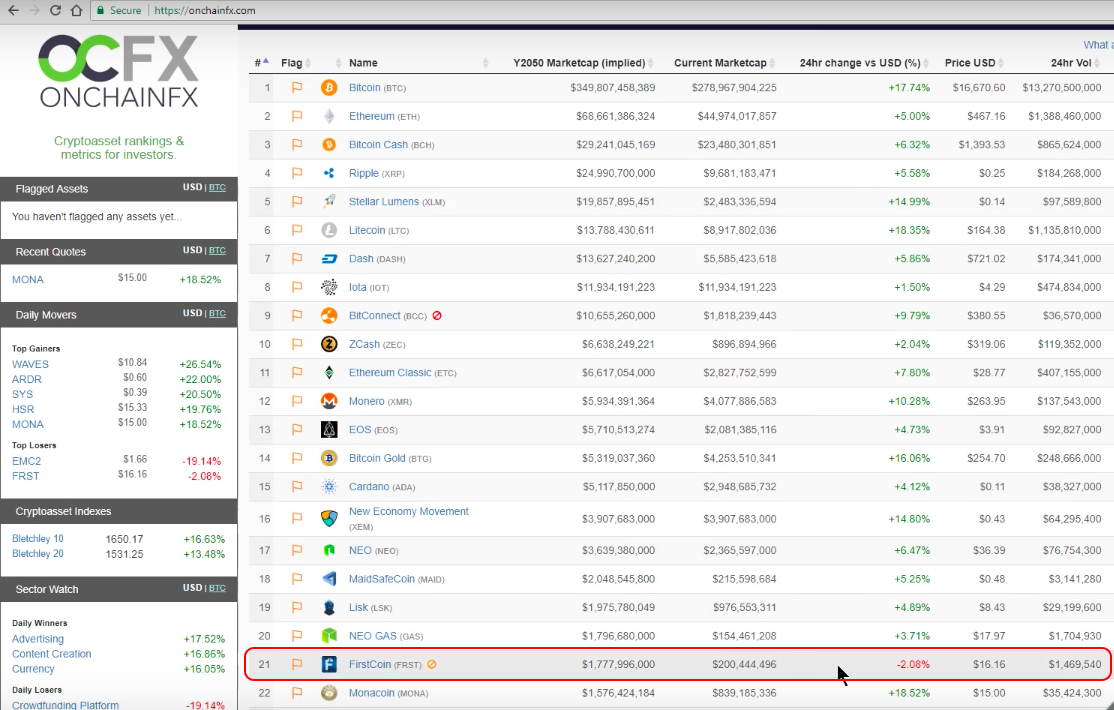 Secure
https://onchainfx.com
OCFX
ONCHAINFX
Cryptoasset rankings &
metrics for investors.
Flagged Assets USD | BTC
You haven't flagged any assets yet...
Recent Quotes USD | BTC
MONA $15.00 +18.52%
Daily Movers USD | BTC
Top Gainers
WAVES $10.84 +26.54%
ARDR $0.60 +22.00%
SYS $0.39 +20.50%
HSR $15.33 +19.76%
MONA $15.00 +18.52%
Top Losers
EMC2 $1.66 -19.14%
FRST $16.16 -2.08%
Cryptoasset Indexes
Bletchley 10 1650.17 +16.63%
Bletchley 20 1531.25 +13.48%
Sector Watch USD | BTC
Daily Winners
Advertising +17.52%
Content Creation +16.86%
Currency +16.05%
Daily Losers
Crowdfunding Platform -19.14%
What a
# Flag Name Y2050 Marketcap (implied) Current Marketcap 24hr change vs USD (%) Price USD 24hr Vol
1 Bitcoin (BTC) $349,807,458,389 $278,967,904,225 +17.74% $16,670.60 $13,270,500,000
2 Ethereum (ETH) $68,661,386,324 $44,974,017,857 +5.00% $467.16 $1,388,460,000
3 Bitcoin Cash (BCH) $29,241,045,169 $23,480,301,851 +6.32% $1,393.53 $865,624,000
4 Ripple (XRP) $24,990,700,000 $9,681,183,471 +5.58% $0.25 $184,268,000
5 Stellar Lumens (XLM) $19,857,895,451 $2,483,336,594 +14.99% $0.14 $97,589,800
6 Litecoin (LTC) $13,788,430,611 $8,917,802,036 +18.35% $164.38 $1,135,810,000
7 Dash (DASH) $13,627,240,200 $5,585,423,618 +5.86% $721.02 $174,341,000
8 Iota (IOT) $11,934,191,223 $11,934,191,223 +1.50% $4.29 $474,834,000
9 BitConnect (BCC) $10,655,260,000 $1,818,239,443 +9.79% $380.55 $36,570,000
10 ZCash (ZEC) $6,638,249,221 $896,894,966 +2.04% $319.06 $119,352,000
11 Ethereum Classic (ETC) $6,617,054,000 $2,827,752,599 +7.80% $28.77 $407,155,000
12 Monero (XMR) $5,934,391,364 $4,077,886,583 +10.28% $263.95 $137,543,000
13 EOS (EOS) $5,710,513,274 $2,081,385,116 +4.73% $3.91 $92,827,000
14 Bitcoin Gold (BTG) $5,319,037,360 $4,253,510,341 +16.06% $254.70 $248,666,000
15 Cardano (ADA) $5,117,850,000 $2,948,685,732 +4.12% $0.11 $38,327,000
16 New Economy Movement (XEM) $3,907,683,000 $3,907,683,000 +14.80% $0.43 $64,295,400
17 NEO (NEO) $3,639,380,000 $2,365,597,000 +6.47% $36.39 $76,754,300
18 MaidSafeCoin (MAID) $2,048,545,800 $215,598,684 +5.25% $0.48 $3,141,280
19 Lisk (LSK) $1,975,780,049 $976,553,311 +4.89% $8.43 $29,199,600
20 NEO GAS (GAS) $1,796,680,000 $154,461,208 +3.71% $17.97 $1,704,930
21 FirstCoin (FRST) $1,777,996,000 $200,444,496 -2.08% $16.16 $1,469,540
22 Monacoin (MONA) $1,576,424,184 $839,185,336 +18.52% $15.00 $35,424,300